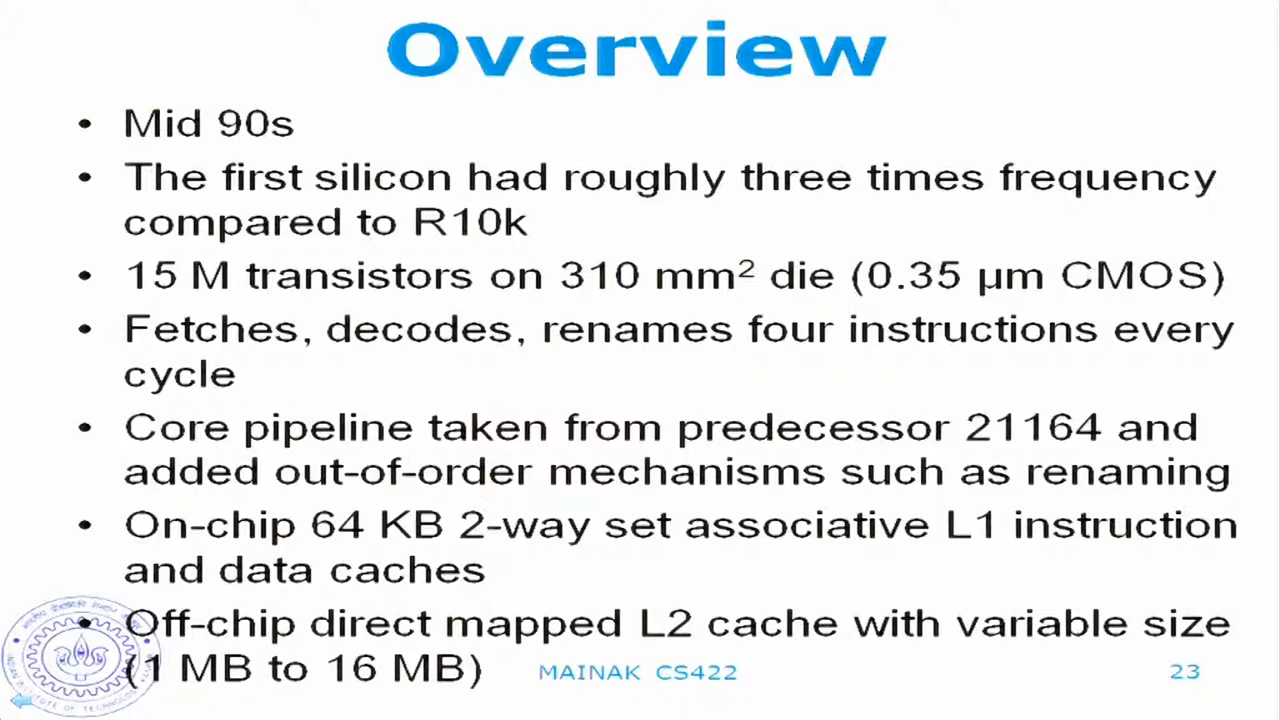 Overview
• Mid 90s
• The first silicon had roughly three times frequency
compared to R10k
• 15 M transistors on 310 mm² die (0.35 µm CMOS)
• Fetches, decodes, renames four instructions every
cycle
• Core pipeline taken from predecessor 21164 and
added out-of-order mechanisms such as renaming
• On-chip 64 KB 2-way set associative L1 instruction
and data caches
• Off-chip direct mapped L2 cache with variable size
(1 MB to 16 MB)
MAINAK CS422
23